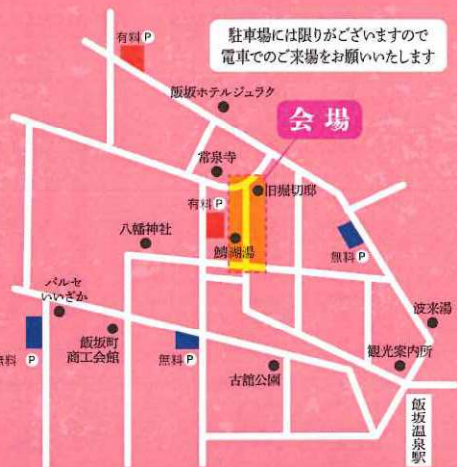 駐車場には限りがございますので
電車でのご来場をお願いいたします
有料Ⓟ
飯坂ホテルジュラク
会場
常泉寺
旧堀切邸
有料Ⓟ
八幡神社
鯖湖湯
無料Ⓟ
パルセ
いいざか
波来湯
飯坂町
商工会館
無料Ⓟ
無料Ⓟ
観光案内所
古舘公園
飯坂温泉駅